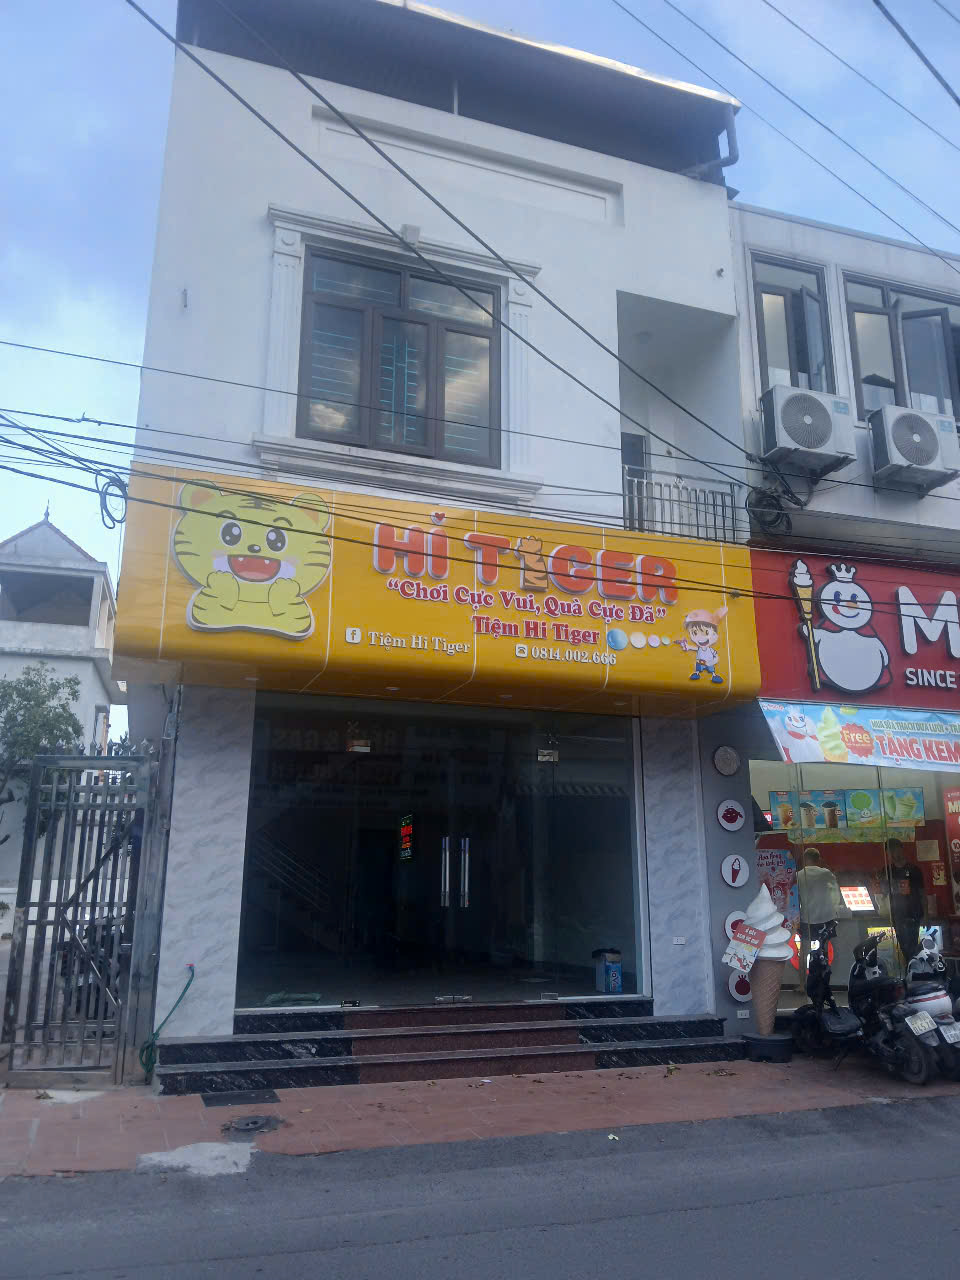 HI TIGER
“Chơi Cực Vui, Quà Cực Đã”
Tiệm Hi Tiger
Tiệm Hi Tiger
0814.002.666
M
SINCE
Free
TẶNG KEM